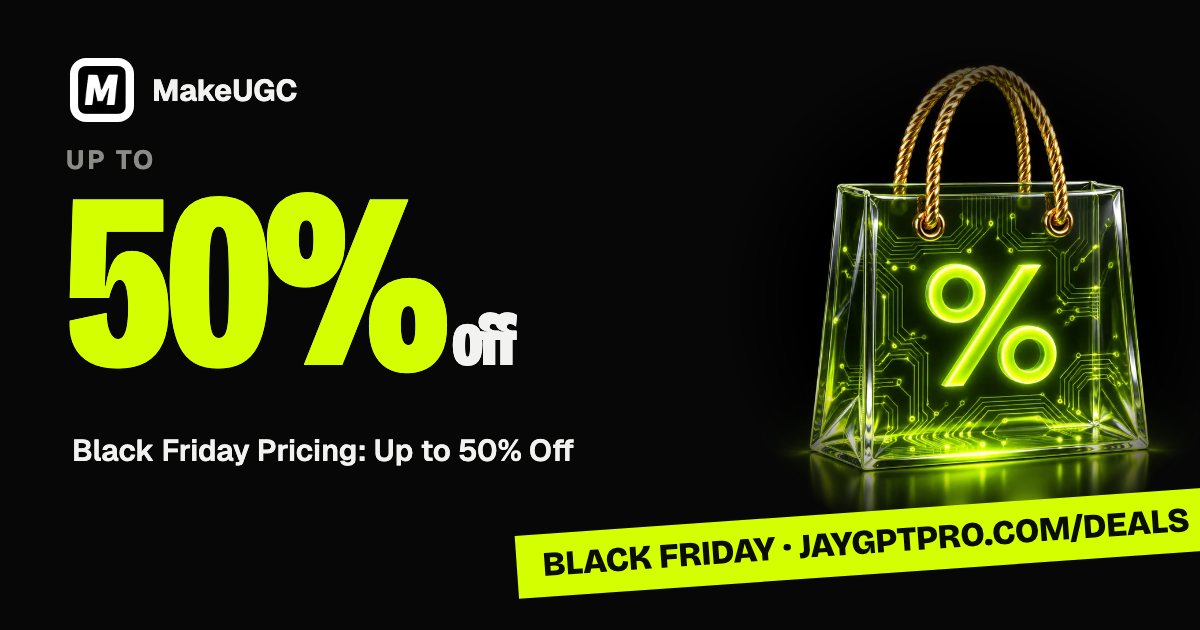 M MakeUGC
UP TO
50% off
%
Black Friday Pricing: Up to 50% Off
BLACK FRIDAY · JAYGPTPRO.COM/DEALS